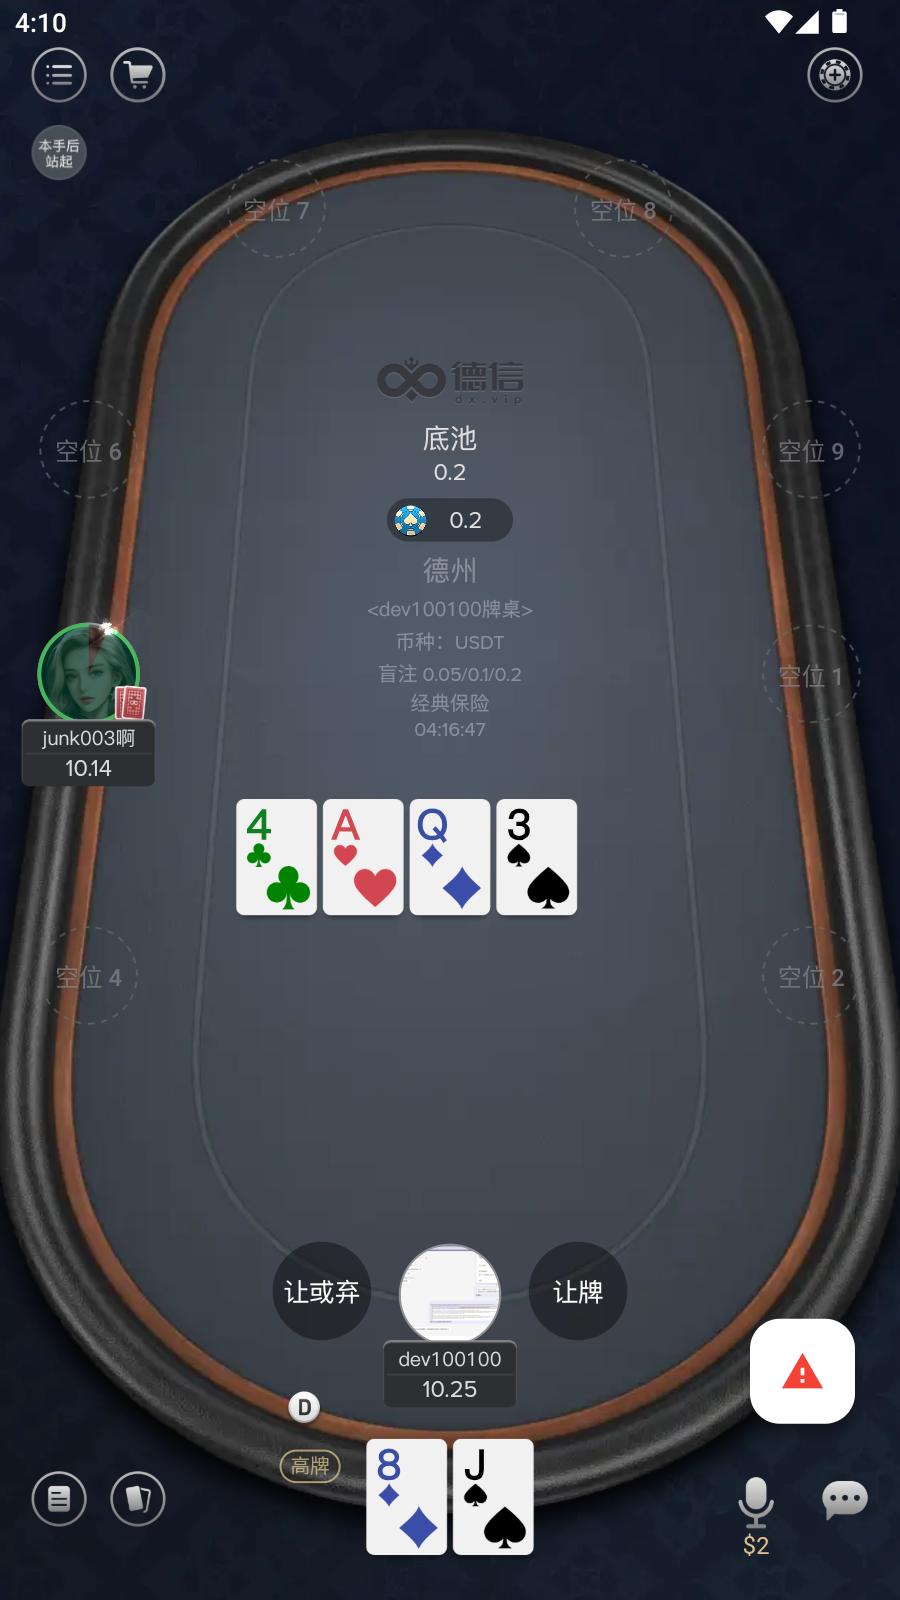 4:10
本手后
站起
空位 7
空位 8
德信
dx.vip
底池
0.2
空位 6
空位 9
0.2
德州
<dev100100牌桌>
币种：USDT
空位 1
盲注 0.05/0.1/0.2
经典保险
04:16:47
junk003啊
10.14
4
A
Q
3
空位 4
空位 2
让或弃
让牌
dev100100
10.25
D
高牌
8
J
$2